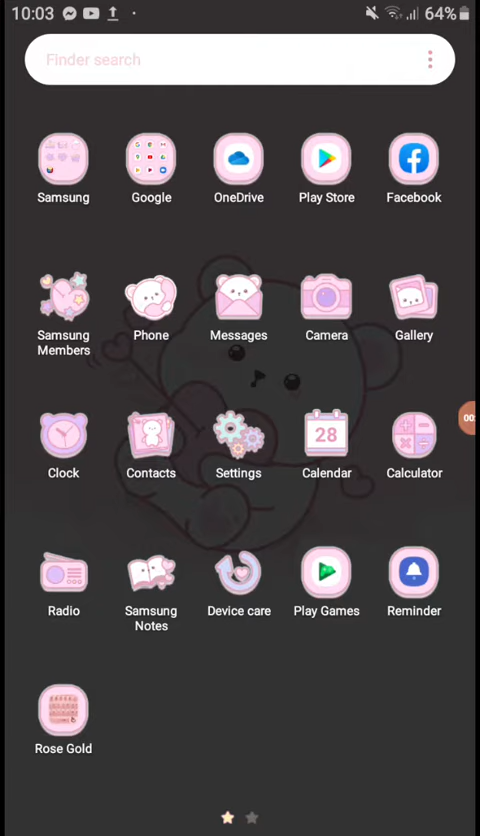 10:03 64%
Finder search
Samsung Google OneDrive Play Store Facebook
Samsung Members Phone Messages Camera Gallery
Clock Contacts Settings 28 Calendar Calculator
Radio Samsung Notes Device care Play Games Reminder
Rose Gold
00: